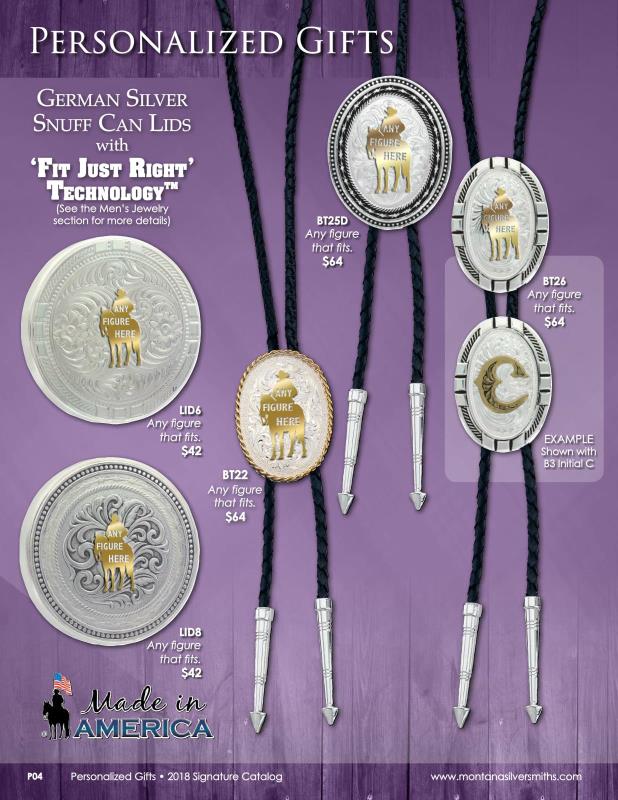 PERSONALIZED GIFTS
GERMAN SILVER
SNUFF CAN LIDS
with
‘FIT JUST RIGHT’
TECHNOLOGY™
(See the Men's Jewelry
section for more details)
ANY
FIGURE
HERE
LID6
Any figure
that fits.
$42
ANY
FIGURE
HERE
LID8
Any figure
that fits.
$42
ANY
FIGURE
HERE
BT22
Any figure
that fits.
$64
ANY
FIGURE
HERE
BT25D
Any figure
that fits.
$64
ANY
FIGURE
HERE
BT26
Any figure
that fits.
$64
C
EXAMPLE
Shown with
B3 Initial C
Made in
AMERICA
P04 Personalized Gifts • 2018 Signature Catalog www.montanasilversmiths.com